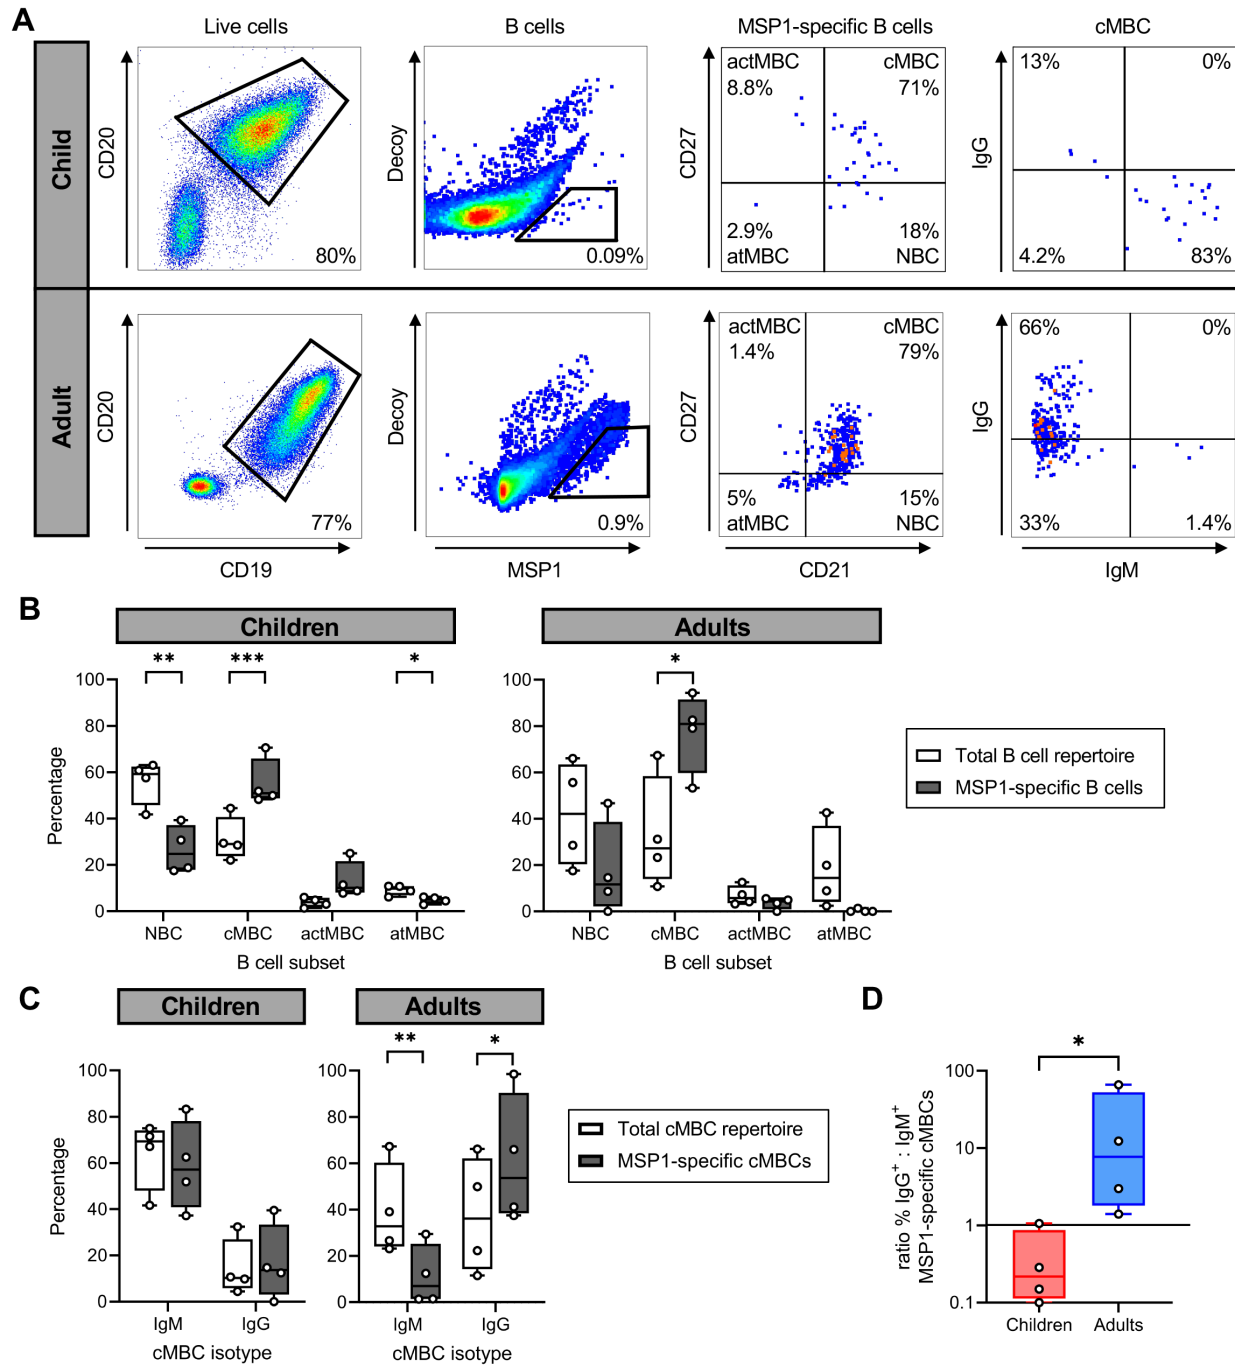 A
Live cells
B cells
MSP1-specific B cells
cMBC
Child
CD20
80%
Decoy
0.09%
CD27
actMBC
8.8%
cMBC
71%
2.9%
atMBC
18%
NBC
IgG
13%
0%
4.2%
83%
Adult
CD20
77%
CD19
Decoy
0.9%
MSP1
CD27
actMBC
1.4%
cMBC
79%
5%
atMBC
15%
NBC
CD21
IgG
66%
0%
33%
1.4%
IgM
B
Children
** *** *
Percentage
100
80
60
40
20
0
NBC cMBC actMBC atMBC
B cell subset
Adults
*
100
80
60
40
20
0
NBC cMBC actMBC atMBC
B cell subset
Total B cell repertoire
MSP1-specific B cells
C
Children
Percentage
100
80
60
40
20
0
IgM IgG
cMBC isotype
Adults
** *
100
80
60
40
20
0
IgM IgG
cMBC isotype
Total cMBC repertoire
MSP1-specific cMBCs
D
*
ratio % IgG+ : IgM+
MSP1-specific cMBCs
100
10
1
0.1
Children Adults